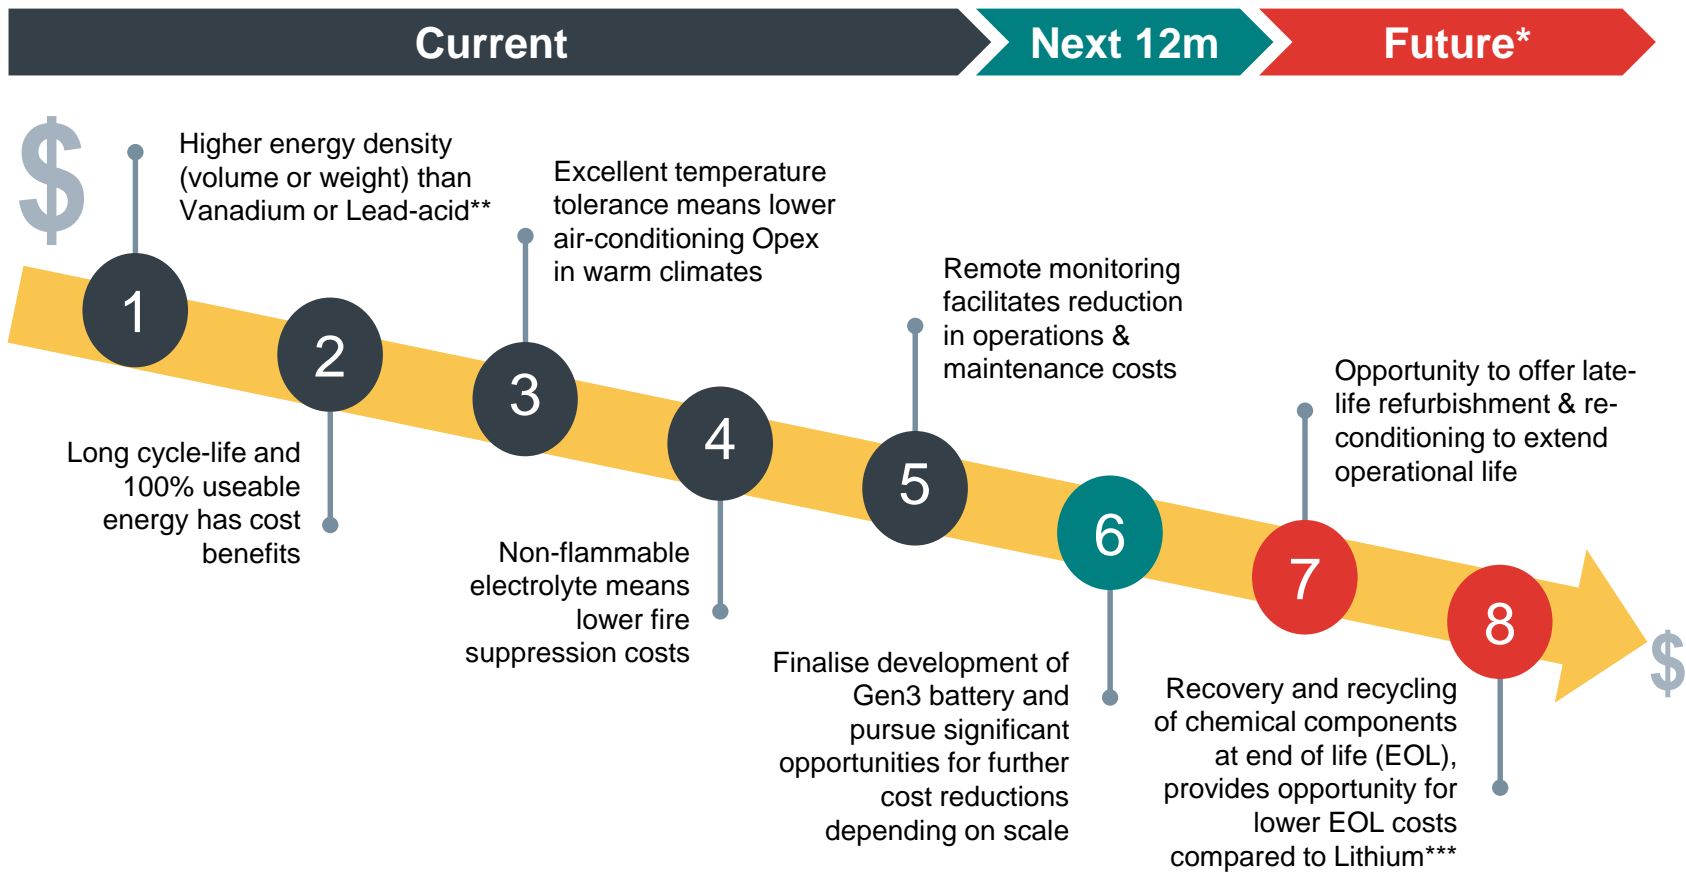 Current
Next 12m
Future*
$
Higher energy density
(volume or weight) than
Vanadium or Lead-acid**
Excellent temperature
tolerance means lower
air-conditioning Opex
in warm climates
Remote monitoring
facilitates reduction
in operations &
maintenance costs
Opportunity to offer late-
life refurbishment & re-
conditioning to extend
operational life
1
2
3
4
5
6
7
8
$
Long cycle-life and
100% useable
energy has cost
benefits
Non-flammable
electrolyte means
lower fire
suppression costs
Finalise development of
Gen3 battery and
pursue significant
opportunities for further
cost reductions
depending on scale
Recovery and recycling
of chemical components
at end of life (EOL),
provides opportunity for
lower EOL costs
compared to Lithium***